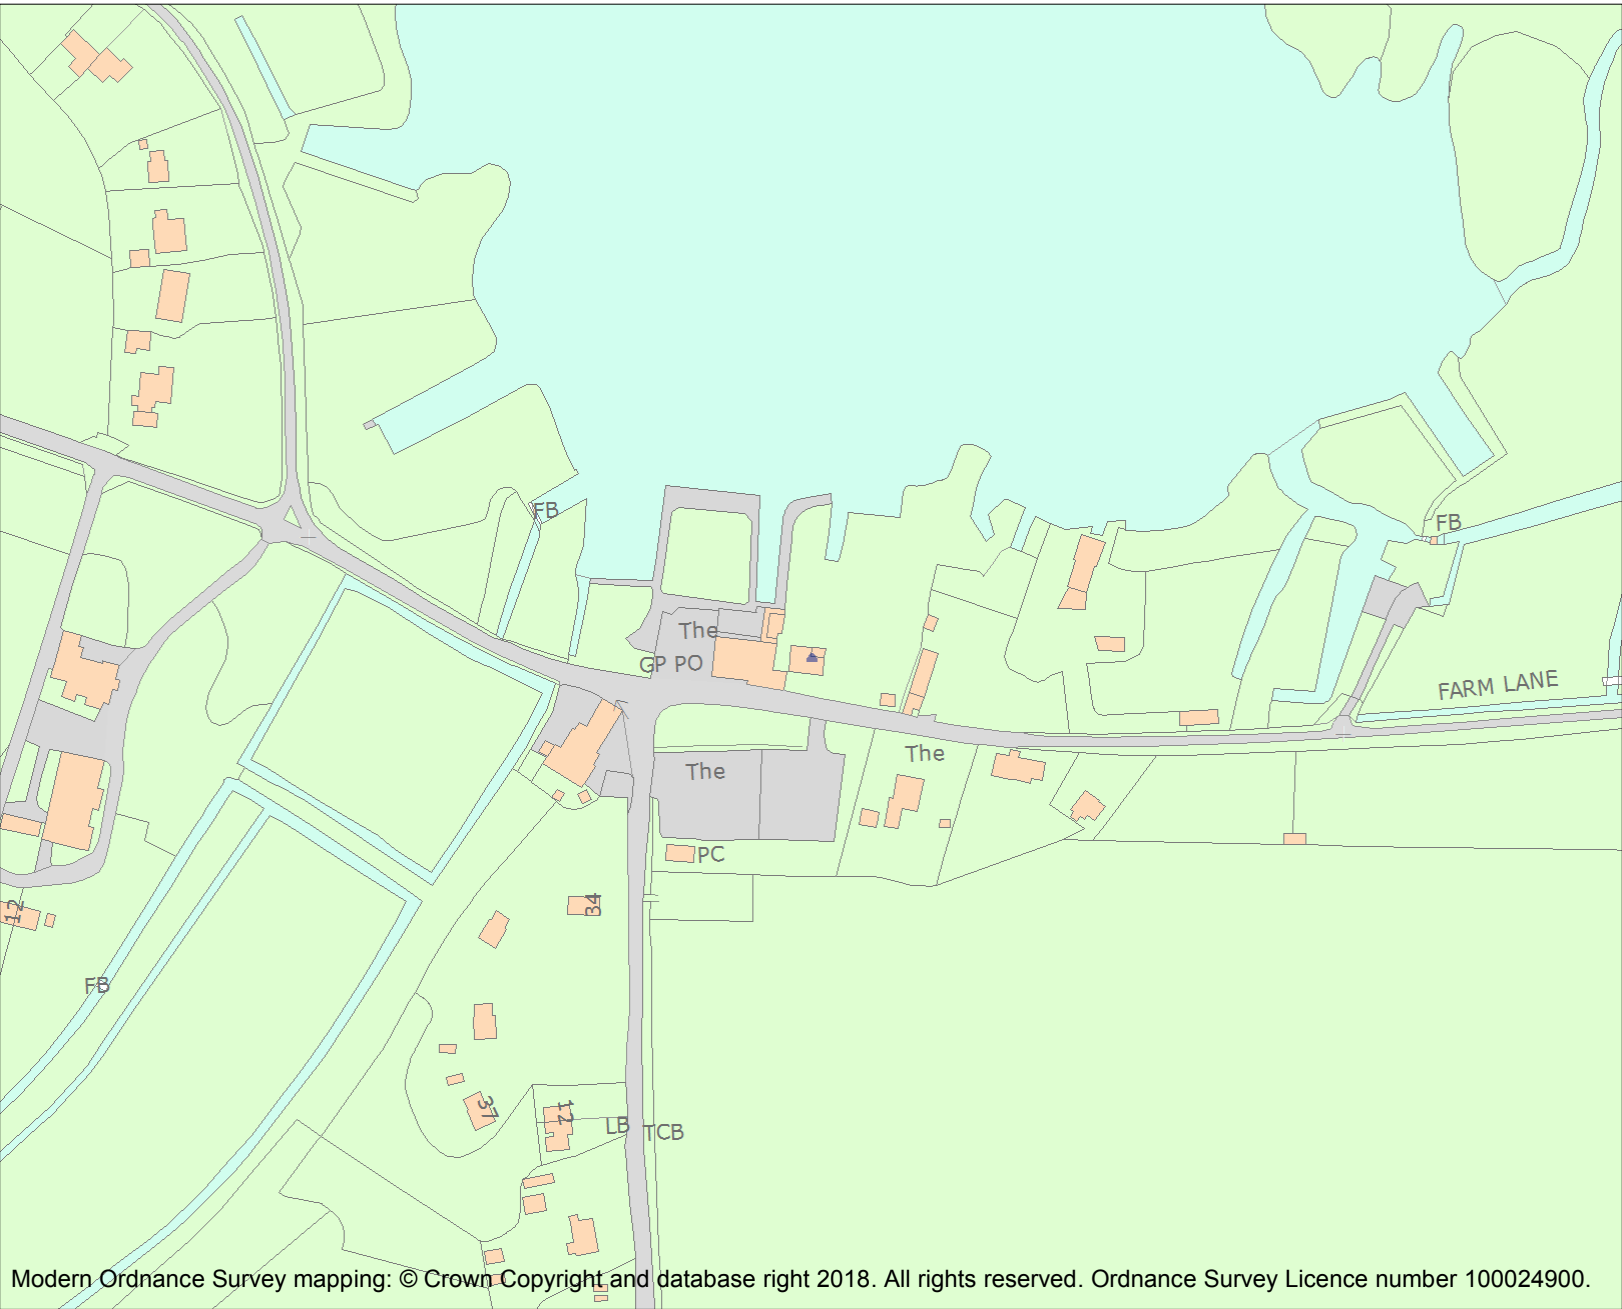 FB
FB
The
GP PO
FARM LANE
The
The
PC
34
12
FB
37
12
LB
TCB
Modern Ordnance Survey mapping: © Crown Copyright and database right 2018. All rights reserved. Ordnance Survey Licence number 100024900.